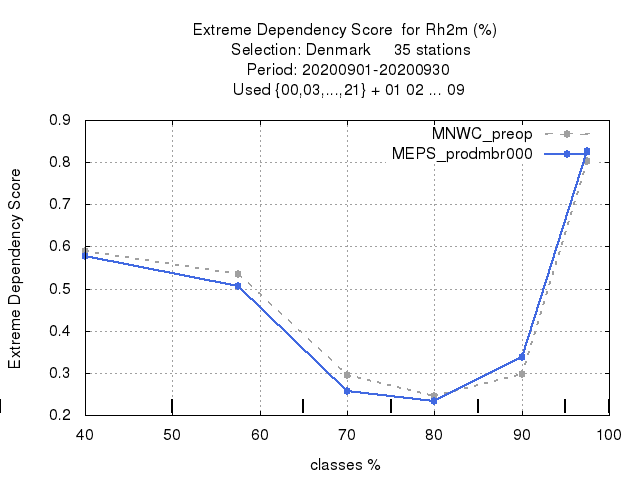 Extreme Dependency Score  for Rh2m (%)
Selection: Denmark     35 stations
Period: 20200901-20200930
Used {00,03,...,21} + 01 02 ... 09
MNWC_preop
MEPS_prodmbr000
Extreme Dependency Score
0.9
0.8
0.7
0.6
0.5
0.4
0.3
0.2
40 50 60 70 80 90 100
classes %